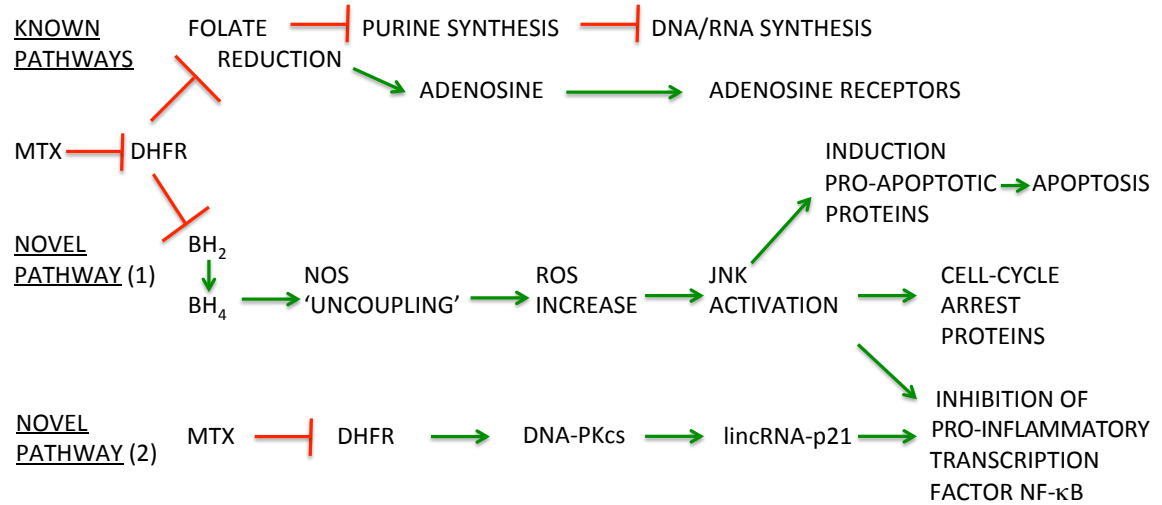 KNOWN
PATHWAYS
FOLATE
REDUCTION
PURINE SYNTHESIS
DNA/RNA SYNTHESIS
ADENOSINE
ADENOSINE RECEPTORS
MTX
DHFR
INDUCTION
PRO-APOPTOTIC
PROTEINS
APOPTOSIS
NOVEL
PATHWAY (1)
BH₂
BH₄
NOS
'UNCOUPLING'
ROS
INCREASE
JNK
ACTIVATION
CELL-CYCLE
ARREST
PROTEINS
NOVEL
PATHWAY (2)
MTX
DHFR
DNA-PKcs
lincRNA-p21
INHIBITION OF
PRO-INFLAMMATORY
TRANSCRIPTION
FACTOR NF-κB